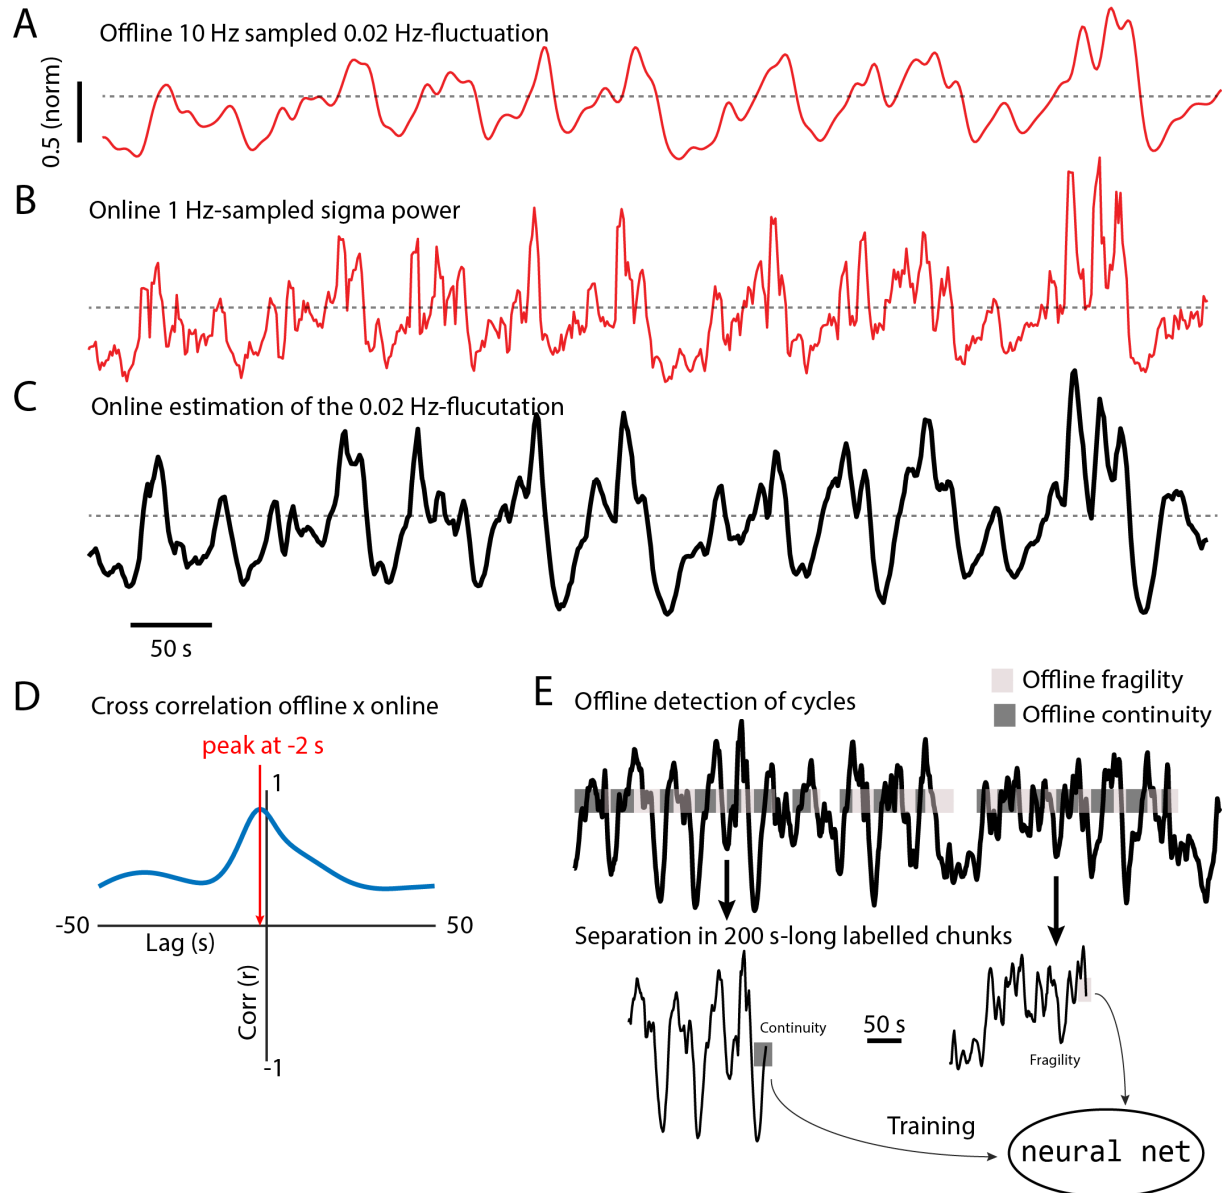 A
Offline 10 Hz sampled 0.02 Hz-fluctuation
0.5 (norm)
B
Online 1 Hz-sampled sigma power
C
Online estimation of the 0.02 Hz-flucutation
50 s
D
Cross correlation offline x online
peak at -2 s
1
-50
50
Lag (s)
Corr (r)
-1
E
Offline fragility
Offline continuity
Offline detection of cycles
Separation in 200 s-long labelled chunks
Continuity
50 s
Fragility
Training
neural net